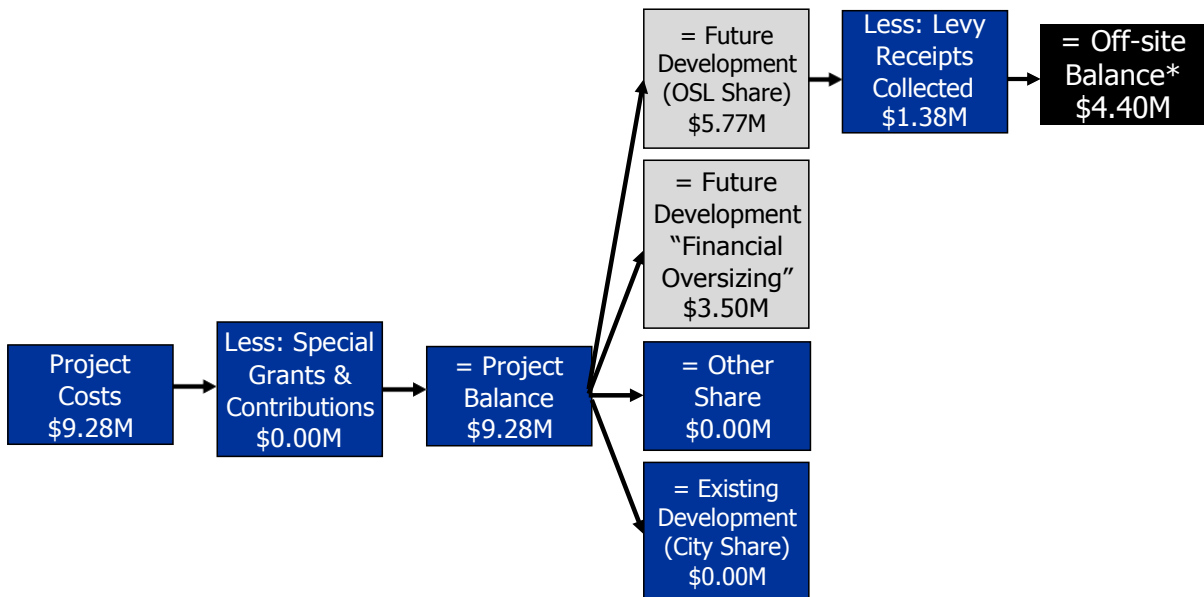 Project
Costs
$9.28M
Less: Special
Grants &
Contributions
$0.00M
= Project
Balance
$9.28M
= Future
Development
(OSL Share)
$5.77M
Less: Levy
Receipts
Collected
$1.38M
= Off-site
Balance*
$4.40M
= Future
Development
“Financial
Oversizing”
$3.50M
= Other
Share
$0.00M
= Existing
Development
(City Share)
$0.00M